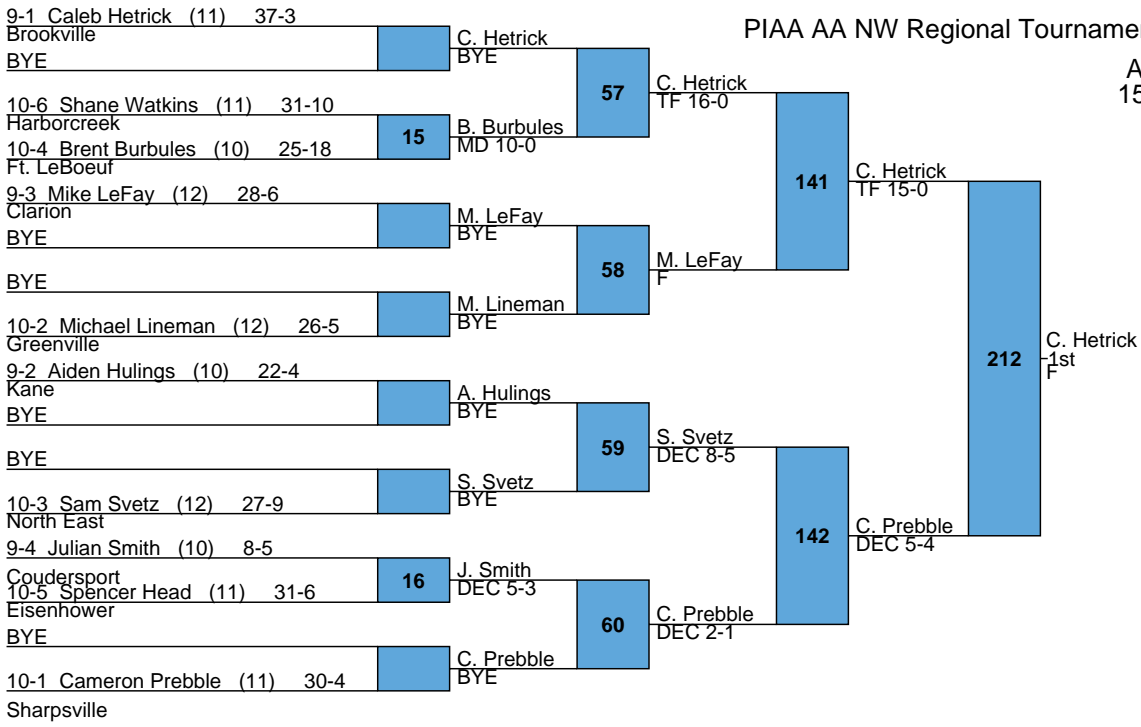 PIAA AA NW Regional Tournamen
A
15
9-1 Caleb Hetrick (11) 37-3
Brookville
BYE
10-6 Shane Watkins (11) 31-10
Harborcreek
10-4 Brent Burbules (10) 25-18
Ft. LeBoeuf
9-3 Mike LeFay (12) 28-6
Clarion
BYE
BYE
10-2 Michael Lineman (12) 26-5
Greenville
9-2 Aiden Hulings (10) 22-4
Kane
BYE
BYE
10-3 Sam Svetz (12) 27-9
North East
9-4 Julian Smith (10) 8-5
Coudersport
10-5 Spencer Head (11) 31-6
Eisenhower
BYE
10-1 Cameron Prebble (11) 30-4
Sharpsville
15
16
C. Hetrick
BYE
B. Burbules
MD 10-0
M. LeFay
BYE
M. Lineman
BYE
A. Hulings
BYE
S. Svetz
BYE
J. Smith
DEC 5-3
C. Prebble
BYE
57
58
59
60
C. Hetrick
TF 16-0
M. LeFay
F
S. Svetz
DEC 8-5
C. Prebble
DEC 2-1
141
142
C. Hetrick
TF 15-0
C. Prebble
DEC 5-4
212
C. Hetrick
1st
F